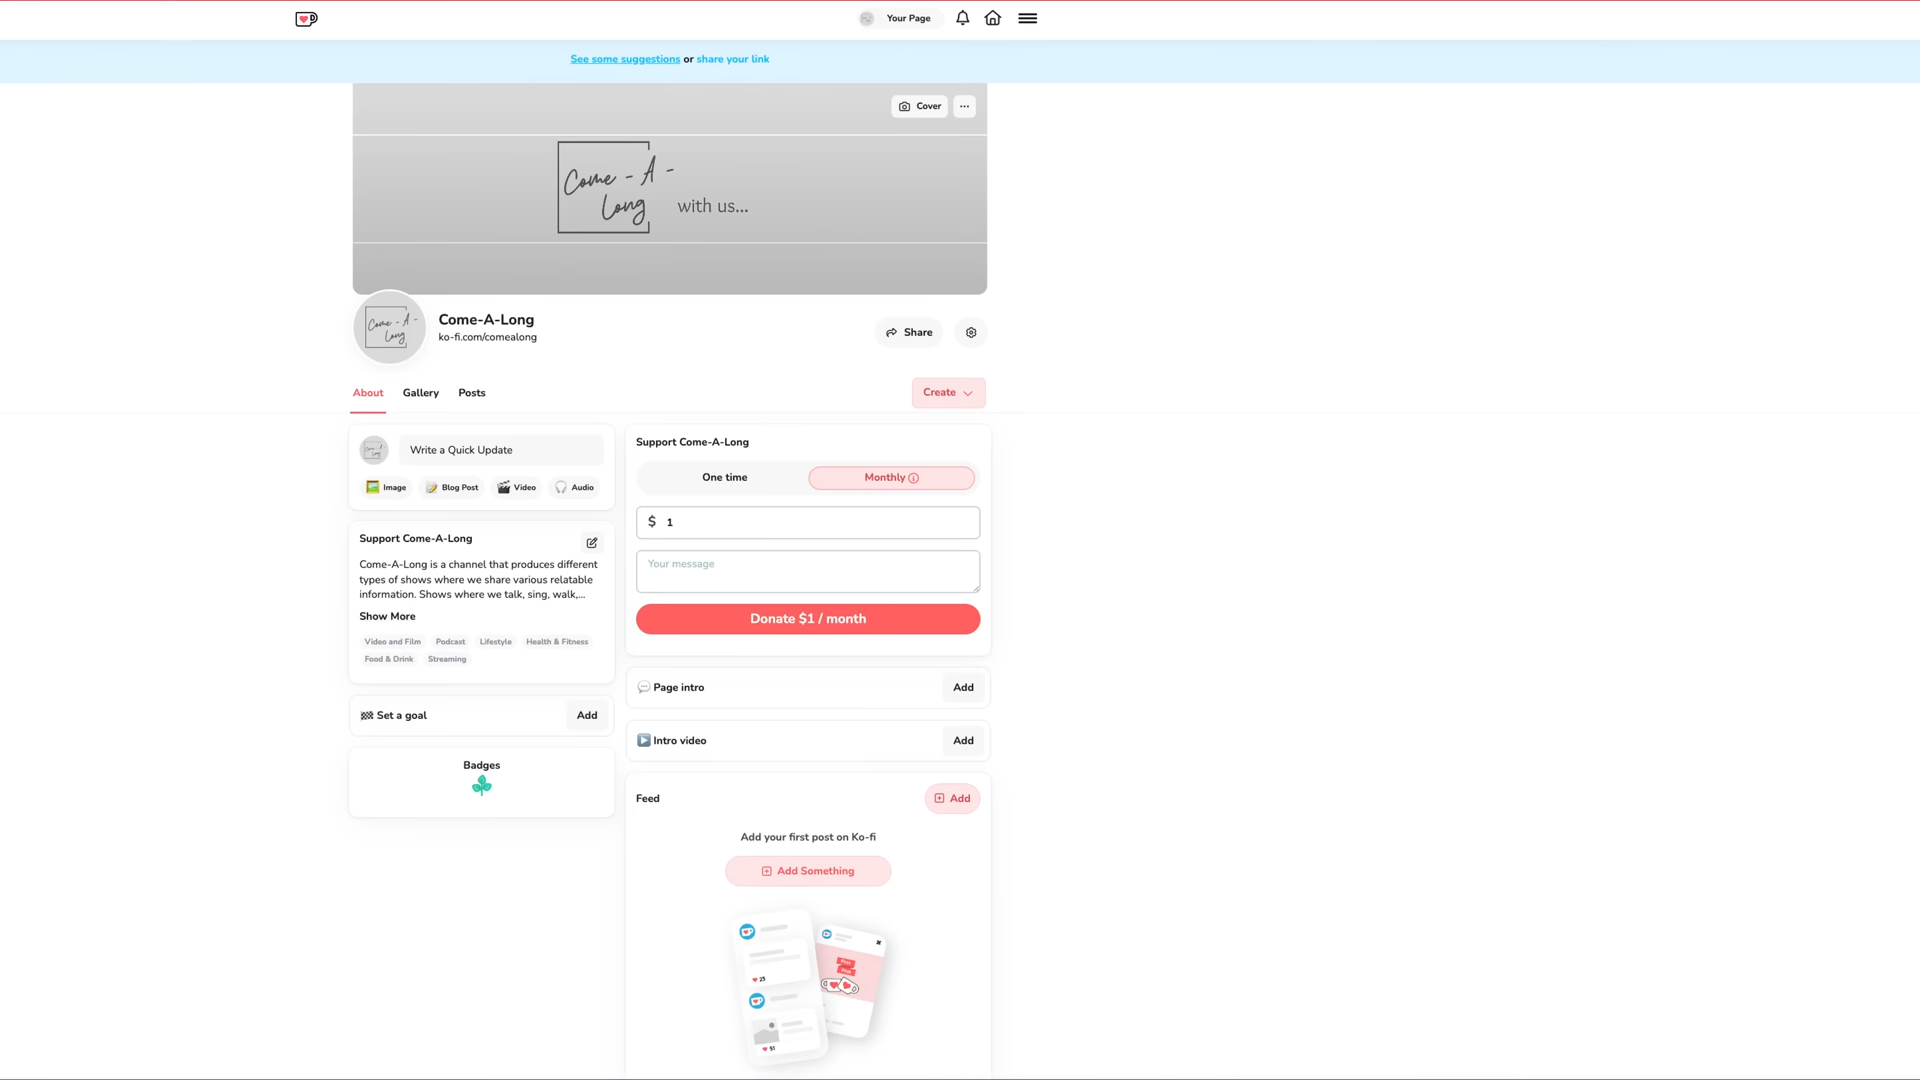 Your Page
See some suggestions or share your link
Cover
Come - A -
Long
with us...
Come - A -
Long
Come-A-Long
ko-fi.com/comealong
Share
About
Gallery
Posts
Create
Write a Quick Update
Image
Blog Post
Video
Audio
Support Come-A-Long
Come-A-Long is a channel that produces different
types of shows where we share various relatable
information. Shows where we talk, sing, walk,...
Show More
Video and Film
Podcast
Lifestyle
Health & Fitness
Food & Drink
Streaming
Set a goal
Add
Badges
Support Come-A-Long
One time
Monthly
$ 1
Your message
Donate $1 / month
Page intro
Add
Intro video
Add
Feed
Add
Add your first post on Ko-fi
Add Something
23
51